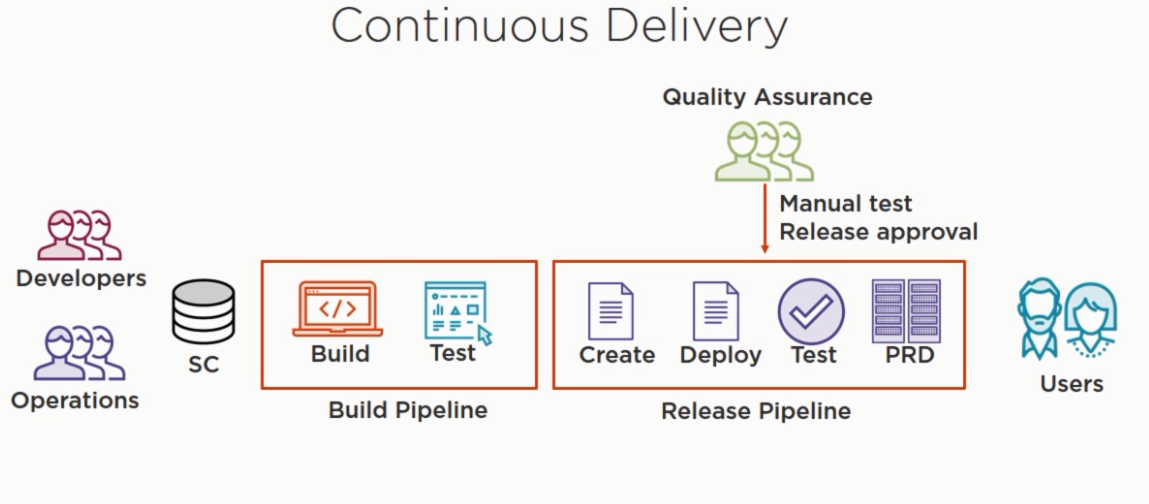 Continuous Delivery
Quality Assurance
Manual test
Release approval
Developers
Operations
SC
</>
Build
Test
Build Pipeline
Create
Deploy
Test
PRD
Release Pipeline
Users